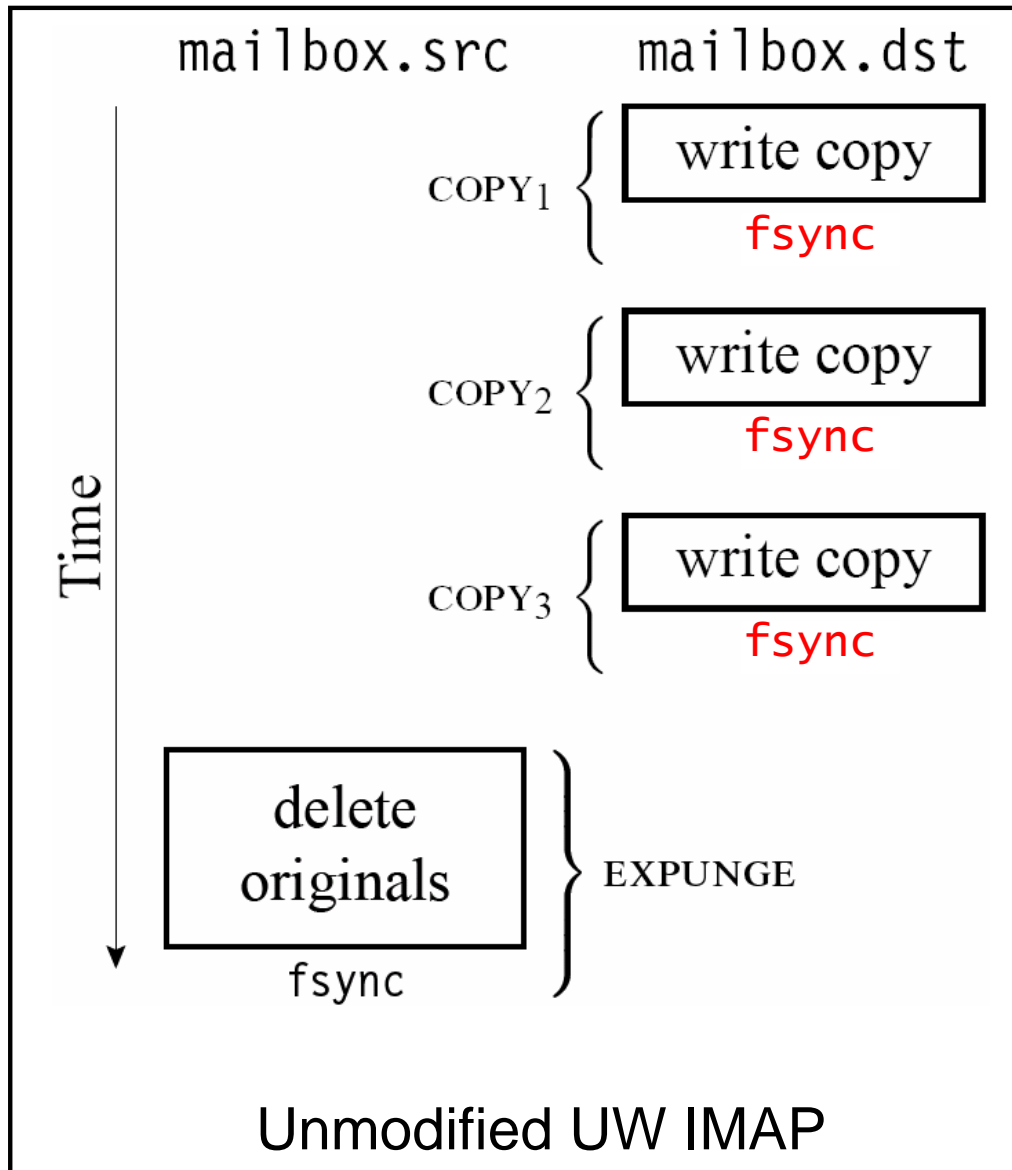 mailbox.src mailbox.dst
Time
COPY1
write copy
fsync
COPY2
write copy
fsync
COPY3
write copy
fsync
delete
originals
fsync
EXPUNGE
Unmodified UW IMAP